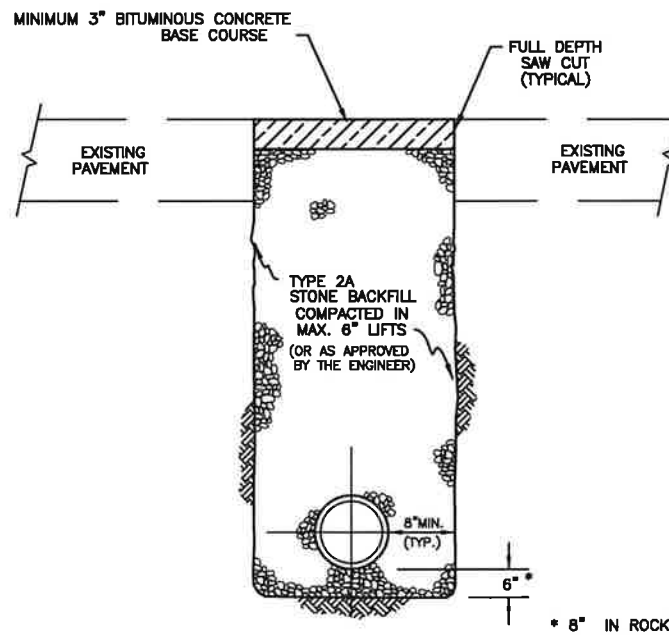 MINIMUM 3" BITUMINOUS CONCRETE
BASE COURSE
FULL DEPTH
SAW CUT
(TYPICAL)
EXISTING
PAVEMENT
EXISTING
PAVEMENT
TYPE 2A
STONE BACKFILL
COMPACTED IN
MAX. 6" LIFTS
(OR AS APPROVED
BY THE ENGINEER)
8"MIN.
(TYP.)
6" *
* 8" IN ROCK